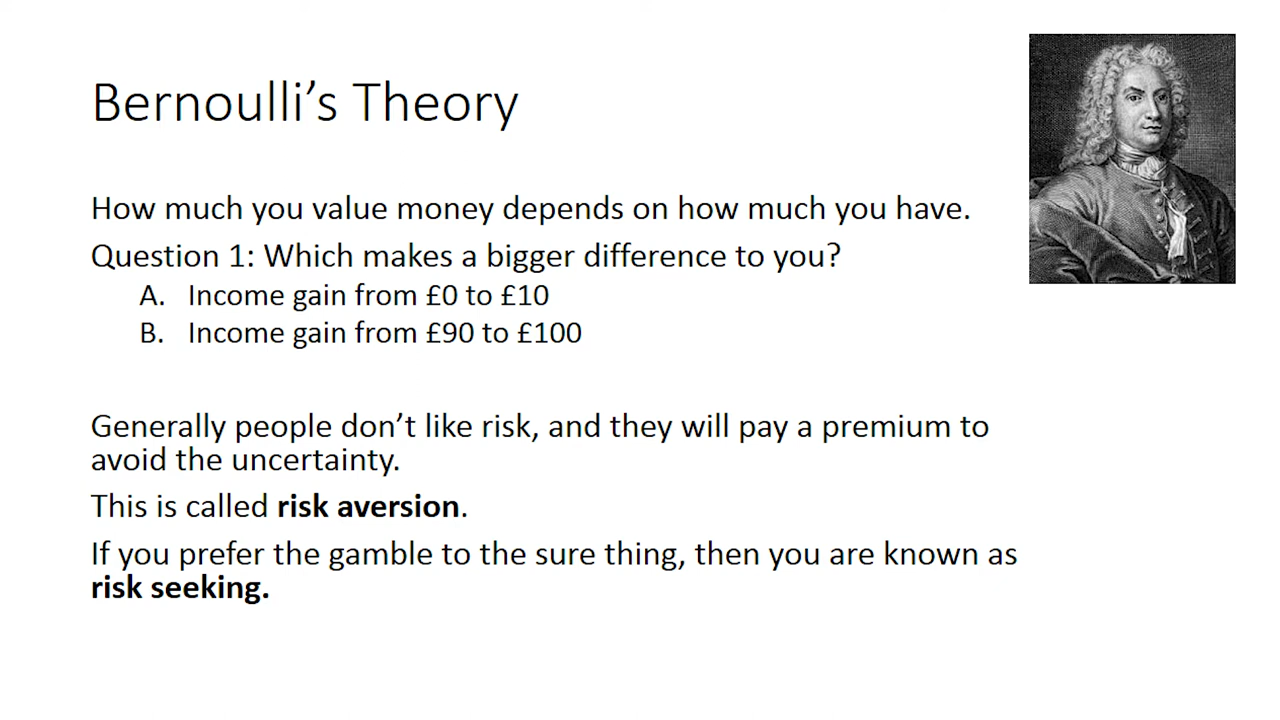 Bernoulli’s Theory
How much you value money depends on how much you have.
Question 1: Which makes a bigger difference to you?
A. Income gain from £0 to £10
B. Income gain from £90 to £100
Generally people don’t like risk, and they will pay a premium to
avoid the uncertainty.
This is called risk aversion.
If you prefer the gamble to the sure thing, then you are known as
risk seeking.